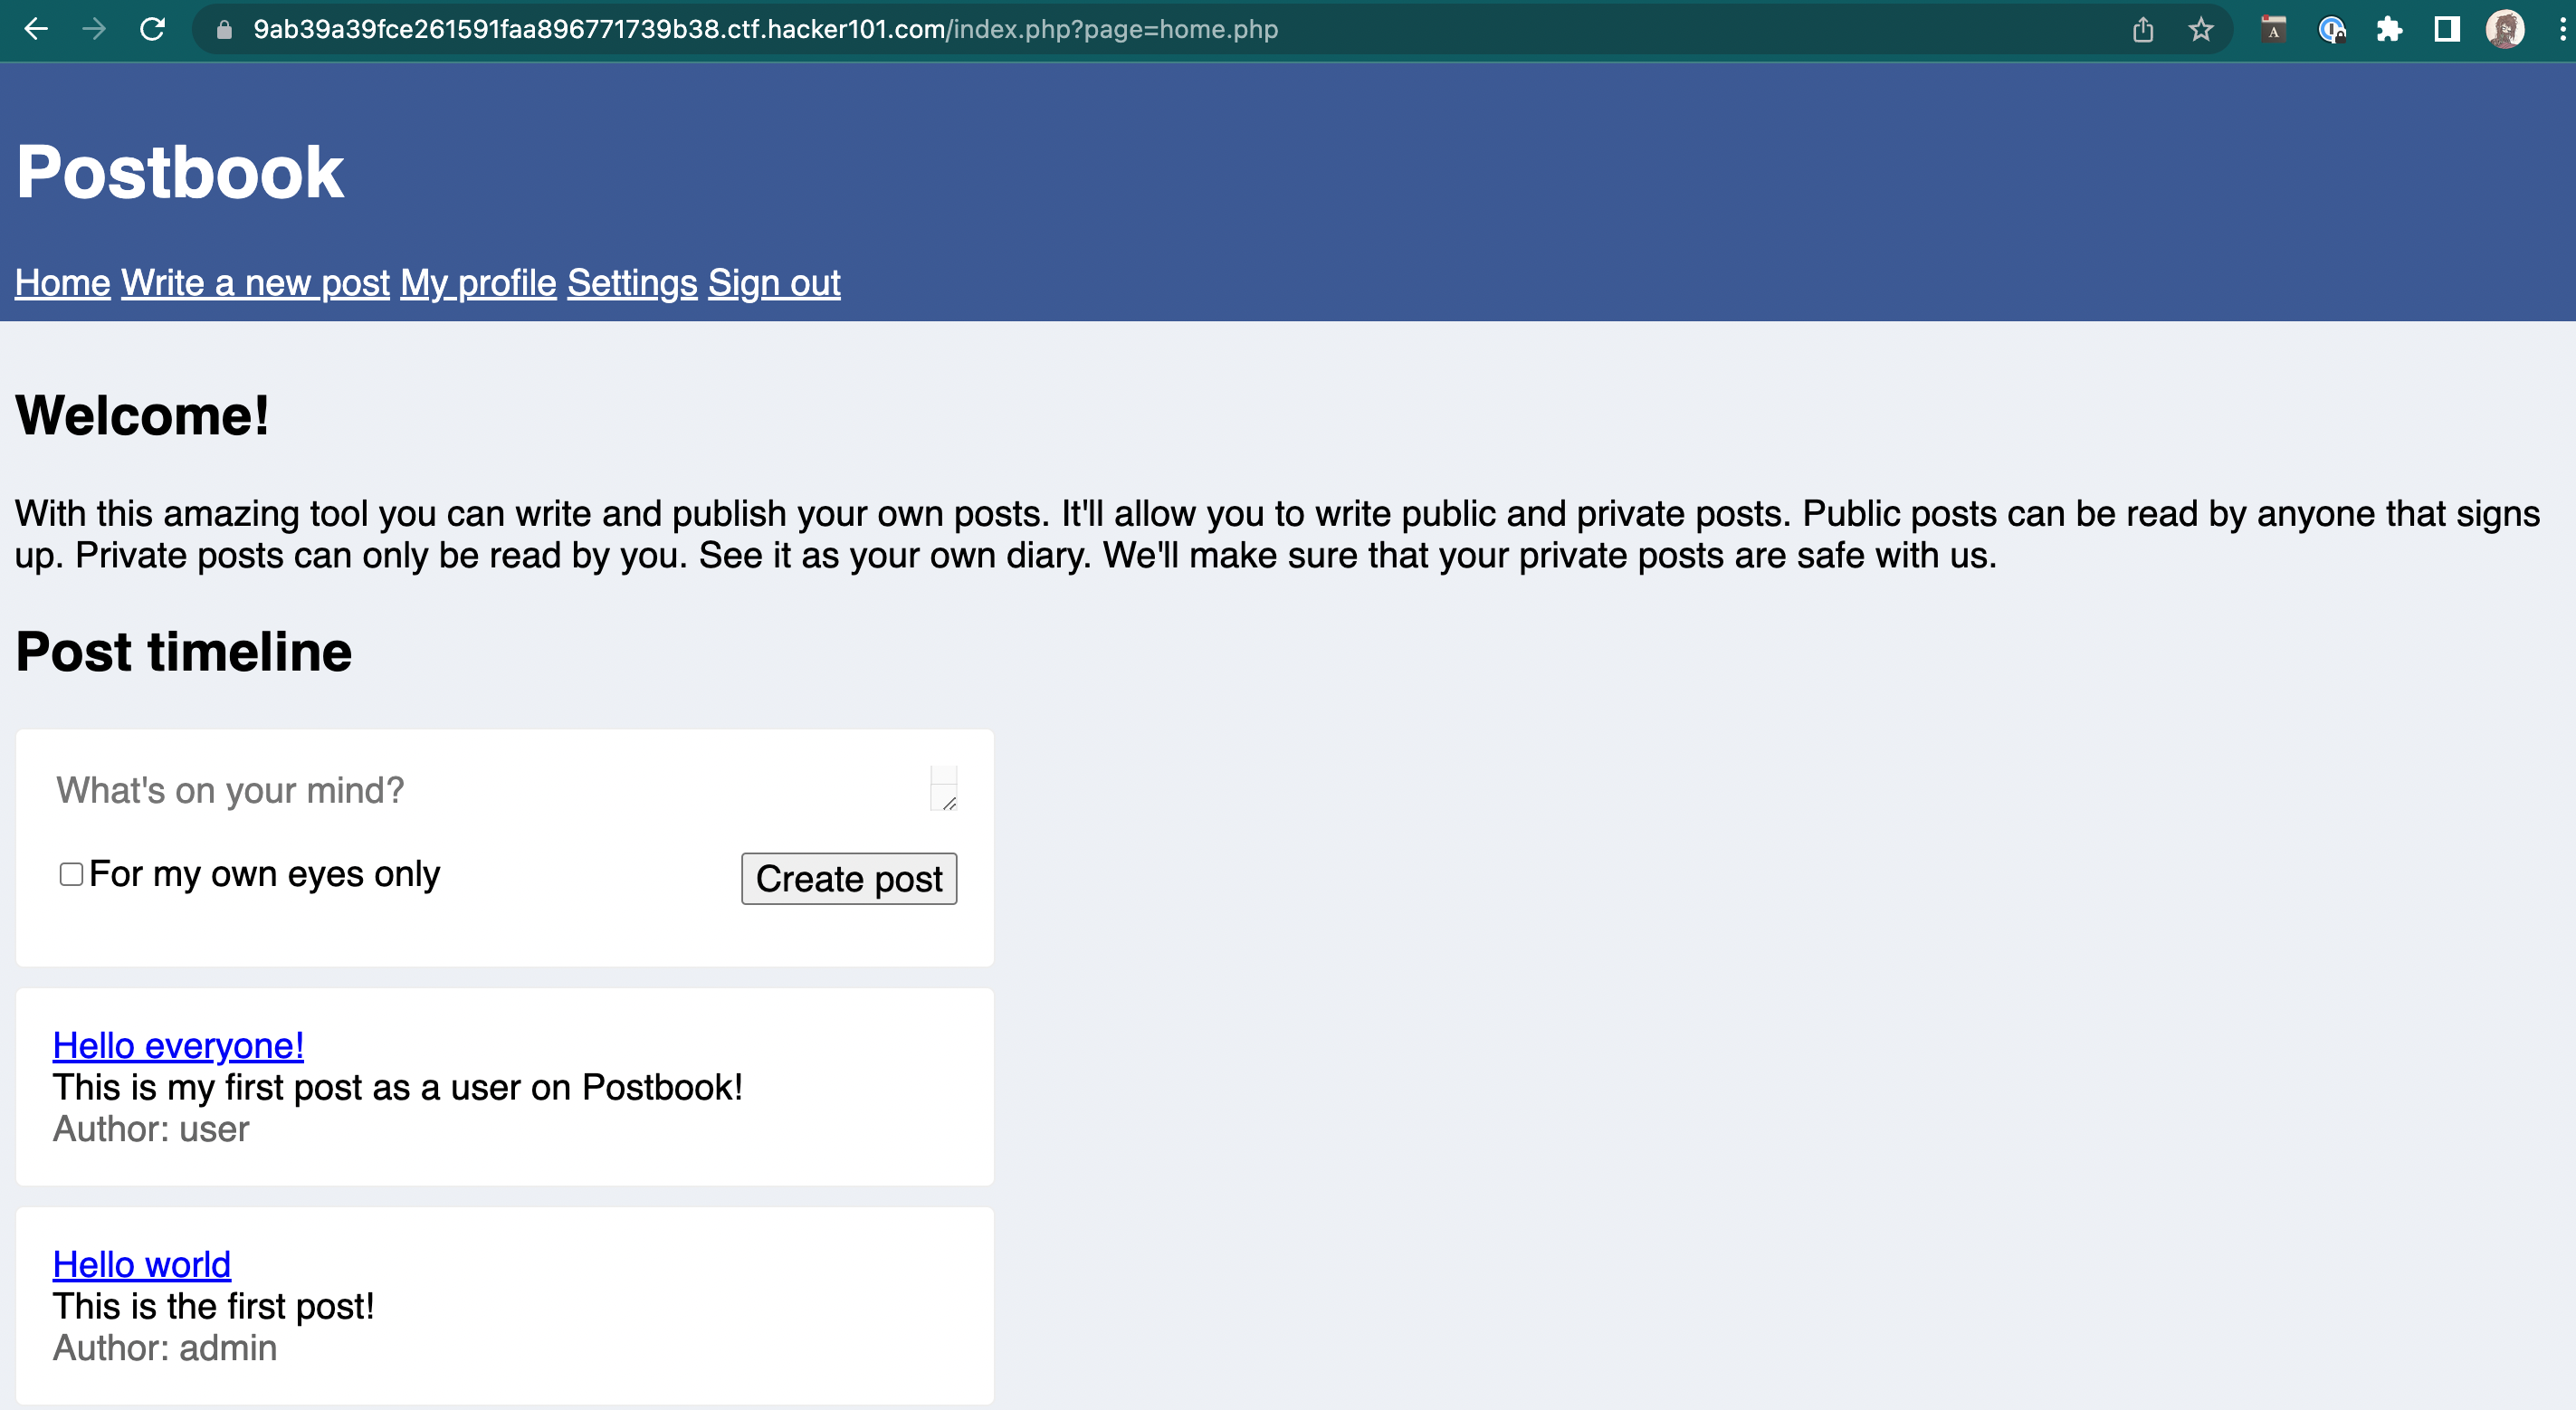 9ab39a39fce261591faa896771739b38.ctf.hacker101.com/index.php?page=home.php
A
Postbook
Home Write a new post My profile Settings Sign out
Welcome!
With this amazing tool you can write and publish your own posts. It'll allow you to write public and private posts. Public posts can be read by anyone that signs
up. Private posts can only be read by you. See it as your own diary. We'll make sure that your private posts are safe with us.
Post timeline
What's on your mind?
For my own eyes only
Create post
Hello everyone!
This is my first post as a user on Postbook!
Author: user
Hello world
This is the first post!
Author: admin